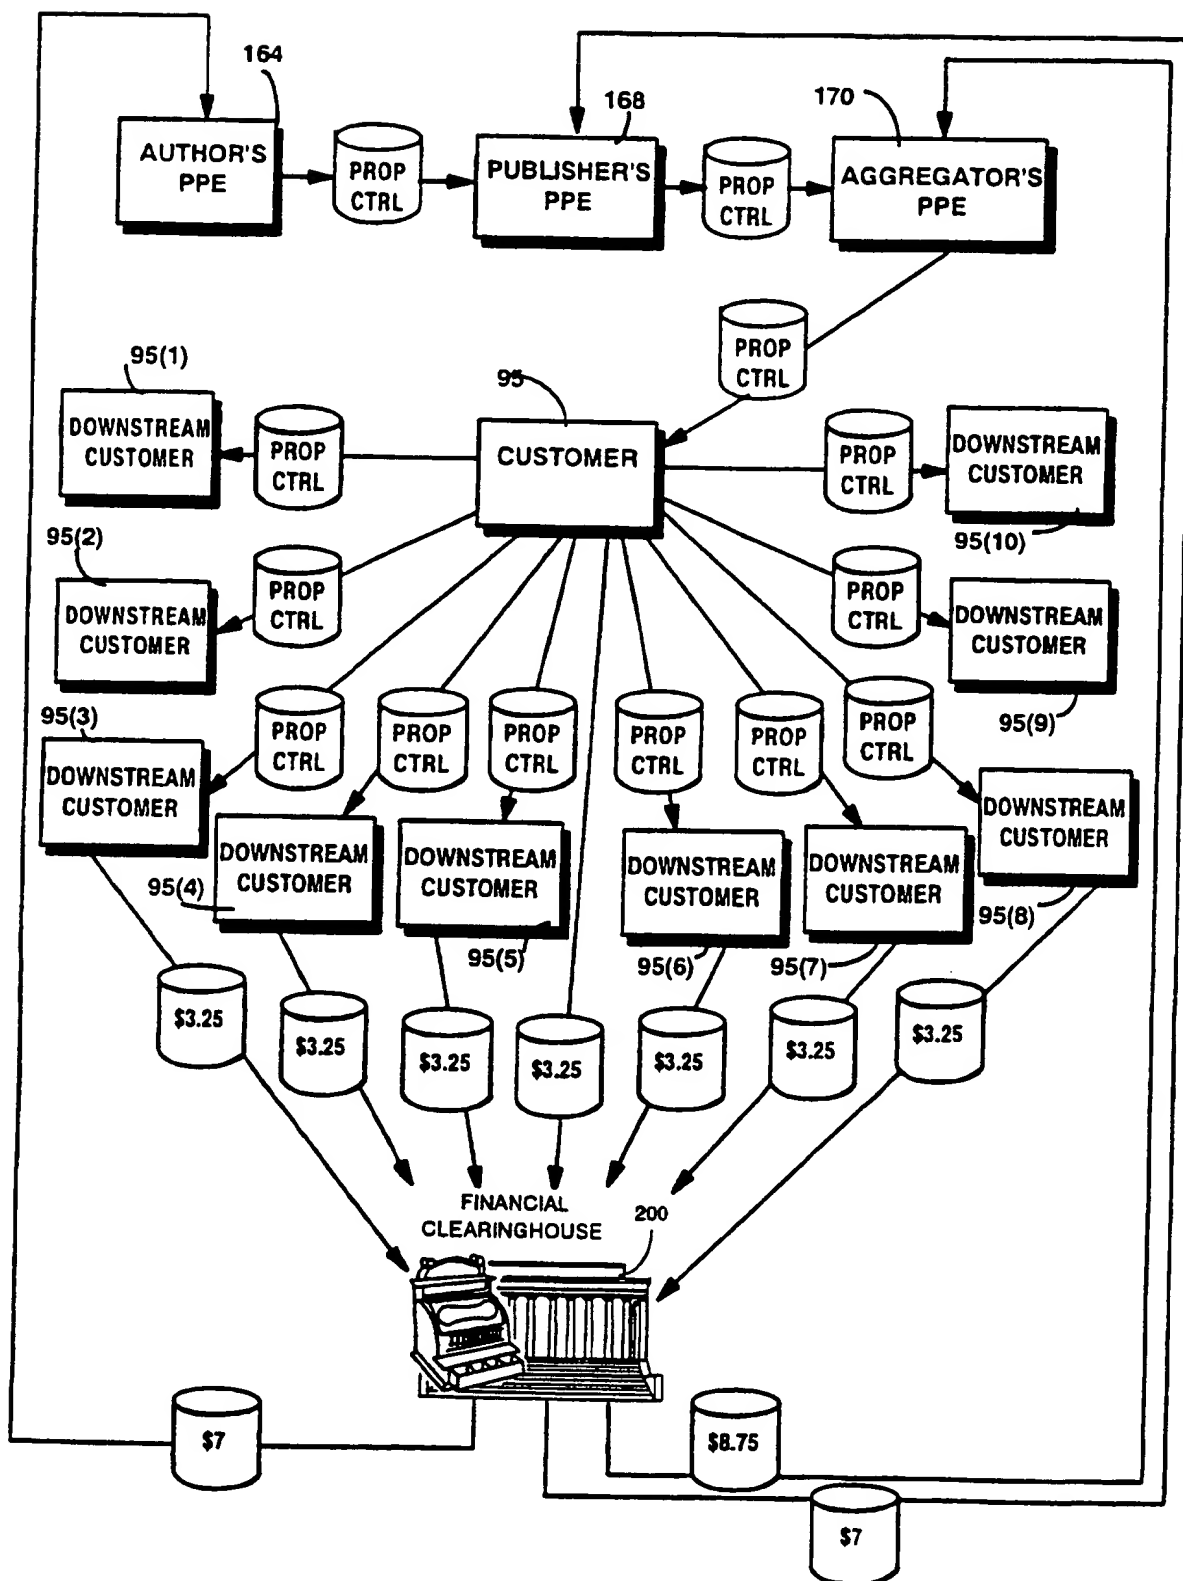 164
168
170
AUTHOR'S
PPE
PROP
CTRL
PUBLISHER'S
PPE
PROP
CTRL
AGGREGATOR'S
PPE
PROP
CTRL
95(1)
95
DOWNSTREAM
CUSTOMER
PROP
CTRL
CUSTOMER
PROP
CTRL
DOWNSTREAM
CUSTOMER
95(10)
95(2)
DOWNSTREAM
CUSTOMER
PROP
CTRL
PROP
CTRL
DOWNSTREAM
CUSTOMER
95(9)
95(3)
DOWNSTREAM
CUSTOMER
PROP
CTRL
PROP
CTRL
PROP
CTRL
PROP
CTRL
PROP
CTRL
PROP
CTRL
DOWNSTREAM
CUSTOMER
95(4)
DOWNSTREAM
CUSTOMER
DOWNSTREAM
CUSTOMER
95(5)
DOWNSTREAM
CUSTOMER
95(6)
DOWNSTREAM
CUSTOMER
95(7)
95(8)
$3.25
$3.25
$3.25
$3.25
$3.25
$3.25
$3.25
FINANCIAL
CLEARINGHOUSE
200
$7
$8.75
$7